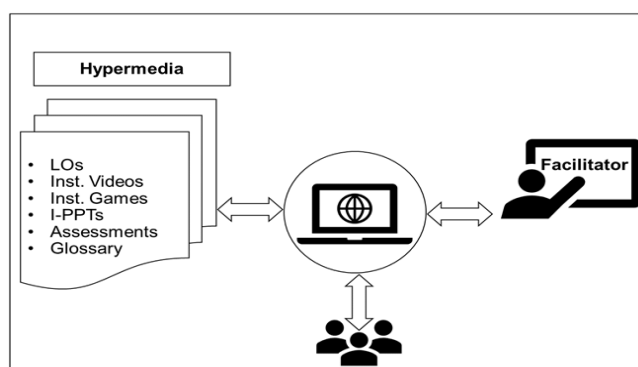 Hypermedia
• LOs
• Inst. Videos
• Inst. Games
• I-PPTs
• Assessments
• Glossary
Facilitator